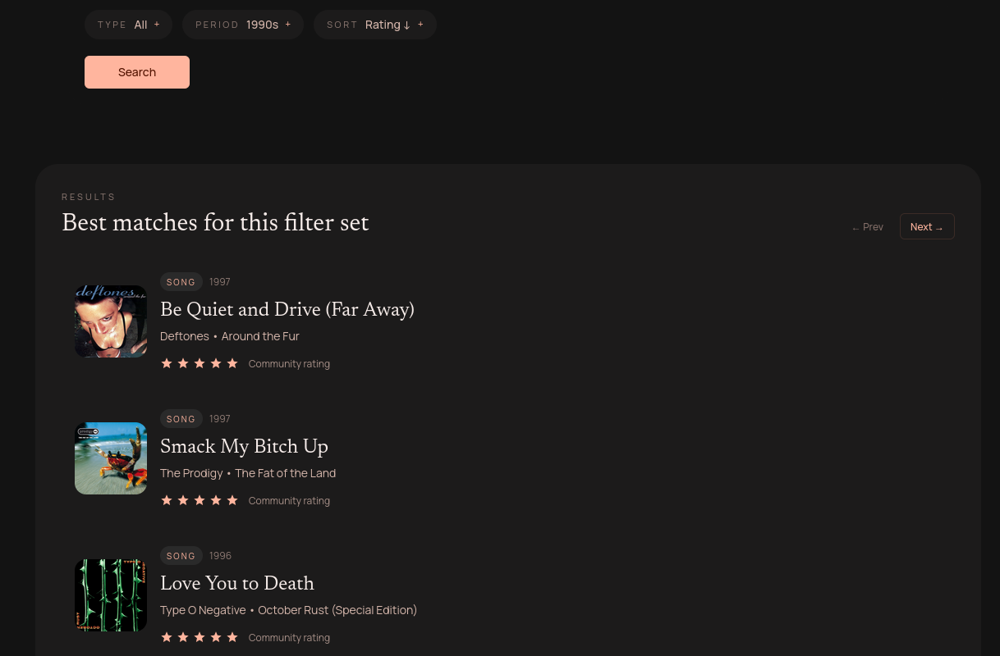 TYPE All +
PERIOD 1990s +
SORT Rating ↓ +
Search
RESULTS
Best matches for this filter set
← Prev
Next →
deftones
SONG 1997
Be Quiet and Drive (Far Away)
Deftones • Around the Fur
★ ★ ★ ★ ★ Community rating
SONG 1997
Smack My Bitch Up
The Prodigy • The Fat of the Land
★ ★ ★ ★ ★ Community rating
SONG 1996
Love You to Death
Type O Negative • October Rust (Special Edition)
★ ★ ★ ★ ★ Community rating